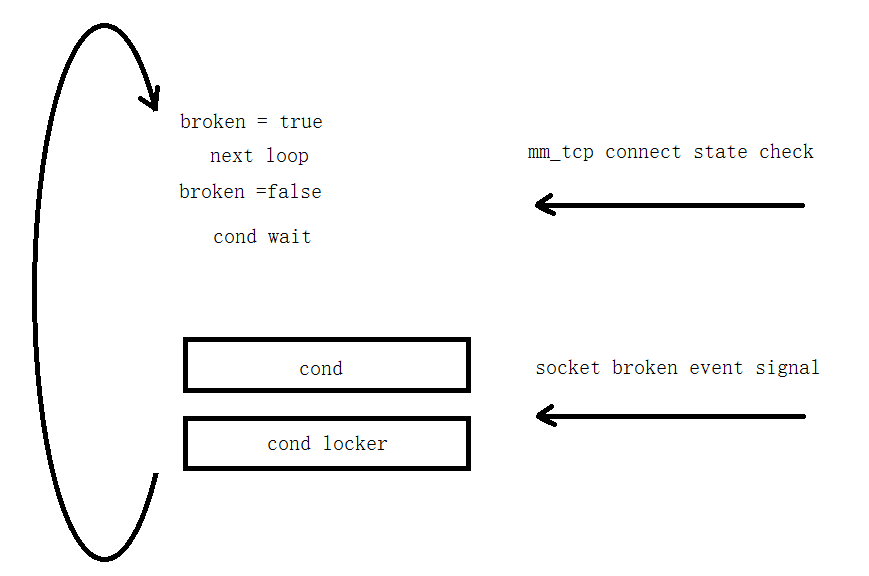 broken = true
next loop
broken =false
cond wait
mm_tcp connect state check
cond
cond locker
socket broken event signal